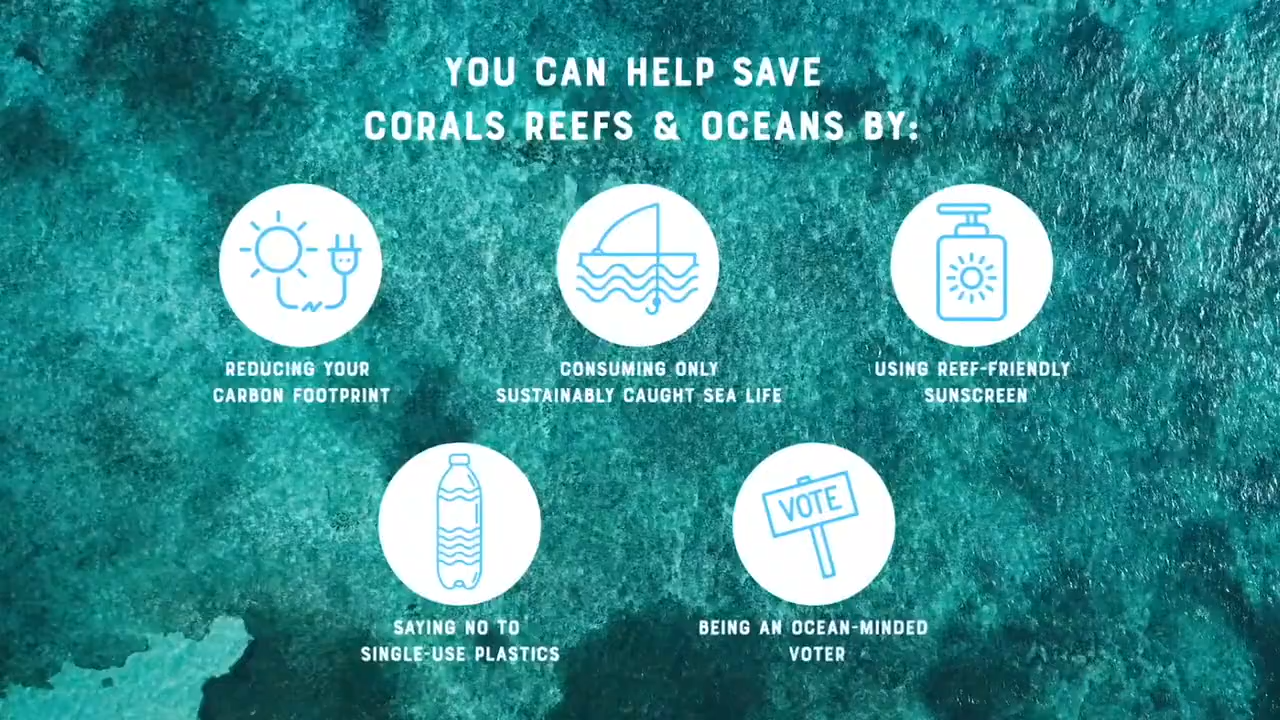 YOU CAN HELP SAVE
CORALS REEFS & OCEANS BY:
REDUCING YOUR
CARBON FOOTPRINT
CONSUMING ONLY
SUSTAINABLY CAUGHT SEA LIFE
USING REEF-FRIENDLY
SUNSCREEN
SAYING NO TO
SINGLE-USE PLASTICS
VOTE
BEING AN OCEAN-MINDED
VOTER